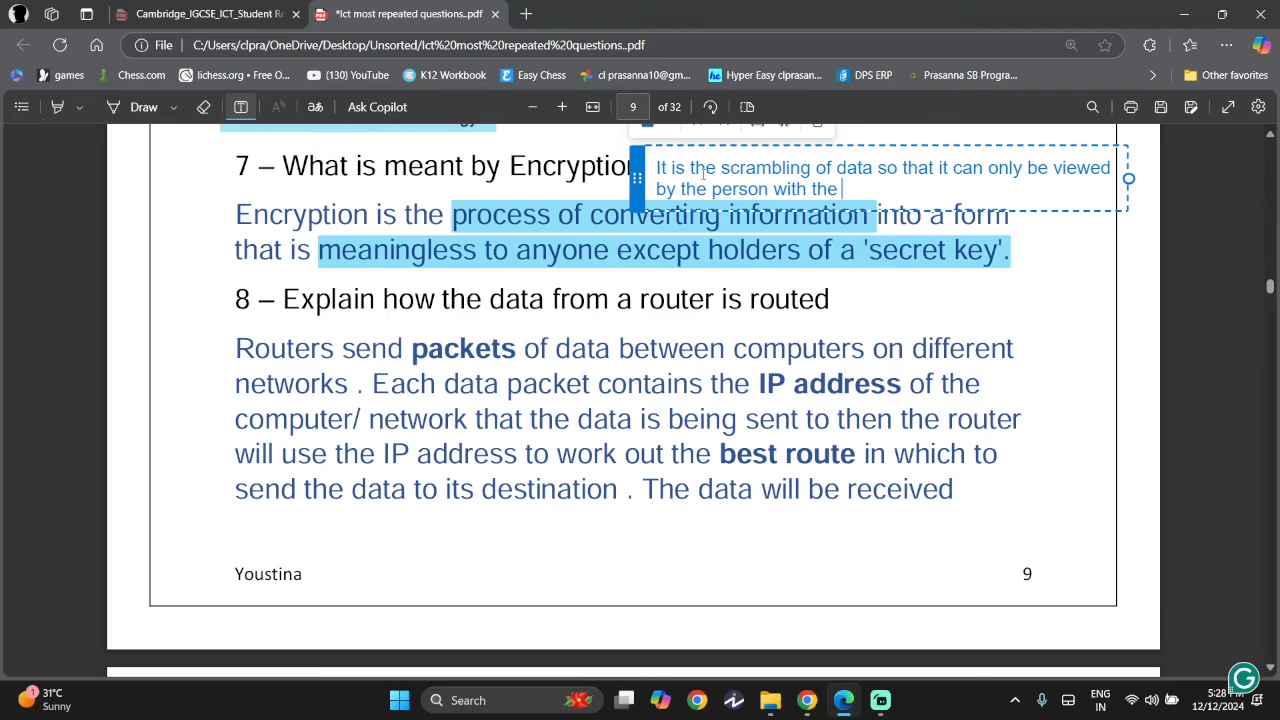 Cambridge_IGCSE_ICT_Student Re
*Ict most repeated questions..pdf
File
C:/Users/clpra/OneDrive/Desktop/Unsorted/Ict%20most%20repeated%20questions..pdf
games
Chess.com
lichess.org • Free O...
(130) YouTube
K12 Workbook
Easy Chess
cl prasanna10@gm...
Hyper Easy clprasan...
DPS ERP
Prasanna SB Progra...
Other favorites
Draw
Ask Copilot
9 of 32
7 – What is meant by Encryption
It is the scrambling of data so that it can only be viewed
by the person with the
Encryption is the process of converting information into a form
that is meaningless to anyone except holders of a 'secret key'.
8 – Explain how the data from a router is routed
Routers send packets of data between computers on different
networks . Each data packet contains the IP address of the
computer/ network that the data is being sent to then the router
will use the IP address to work out the best route in which to
send the data to its destination . The data will be received
Youstina 9
1
31°C
Sunny
Search
ENG
IN
5:28 PM
12/12/2024